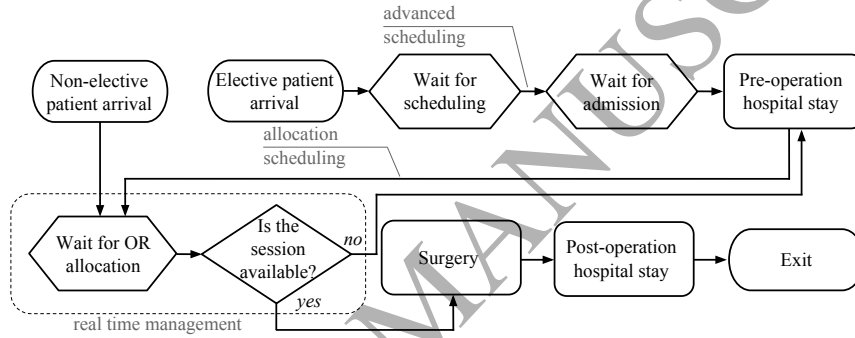 advanced
scheduling
Non-elective
patient arrival
Elective patient
arrival
Wait for
scheduling
Wait for
admission
Pre-operation
hospital stay
allocation
scheduling
Wait for OR
allocation
Is the
session
available?
no
yes
Surgery
Post-operation
hospital stay
Exit
real time management
MANUSC